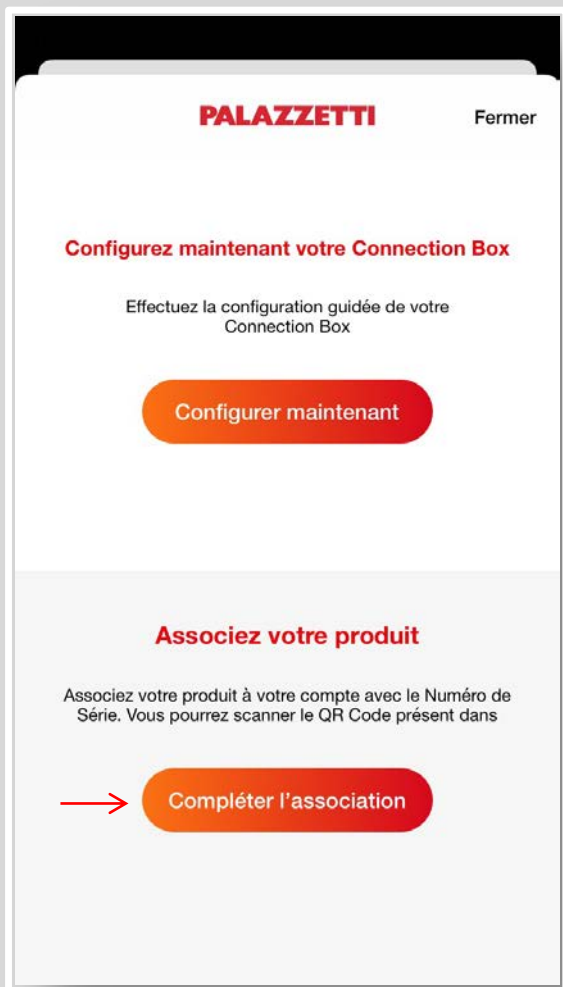 PALAZZETTI
Fermer
Configurez maintenant votre Connection Box
Effectuez la configuration guidée de votre
Connection Box
Configurer maintenant
Associez votre produit
Associez votre produit à votre compte avec le Numéro de
Série. Vous pourrez scanner le QR Code présent dans
Compléter l’association